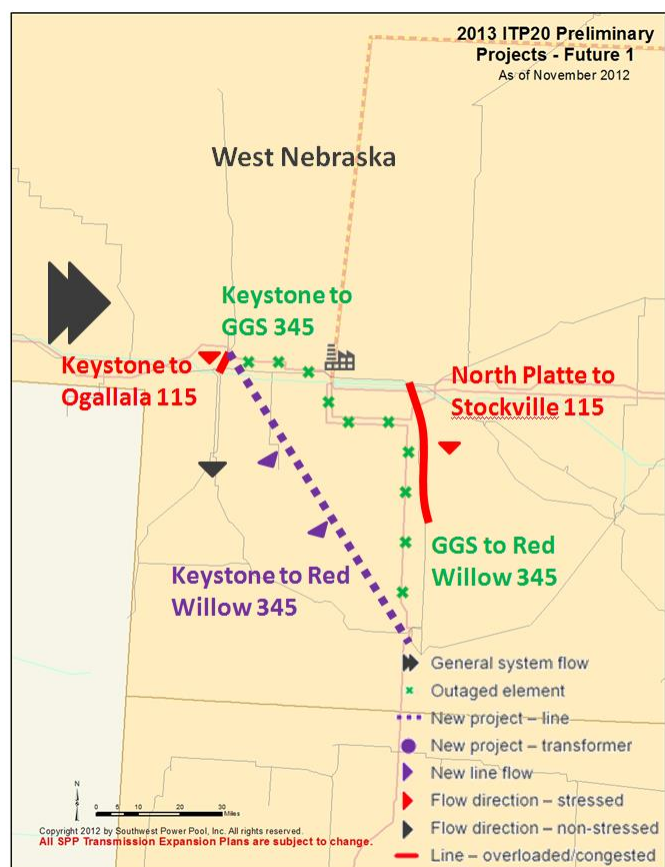 2013 ITP20 Preliminary
Projects - Future 1
As of November 2012
West Nebraska
Keystone to
GGS 345
Keystone to
Ogallala 115
North Platte to
Stockville 115
GGS to Red
Willow 345
Keystone to Red
Willow 345
General system flow
Outaged element
New project – line
New project – transformer
New line flow
Flow direction – stressed
Flow direction – non-stressed
Line – overloaded/congested
N
0 5 10 20 30
Miles
Copyright 2012 by Southwest Power Pool, Inc. All rights reserved.
All SPP Transmission Expansion Plans are subject to change.